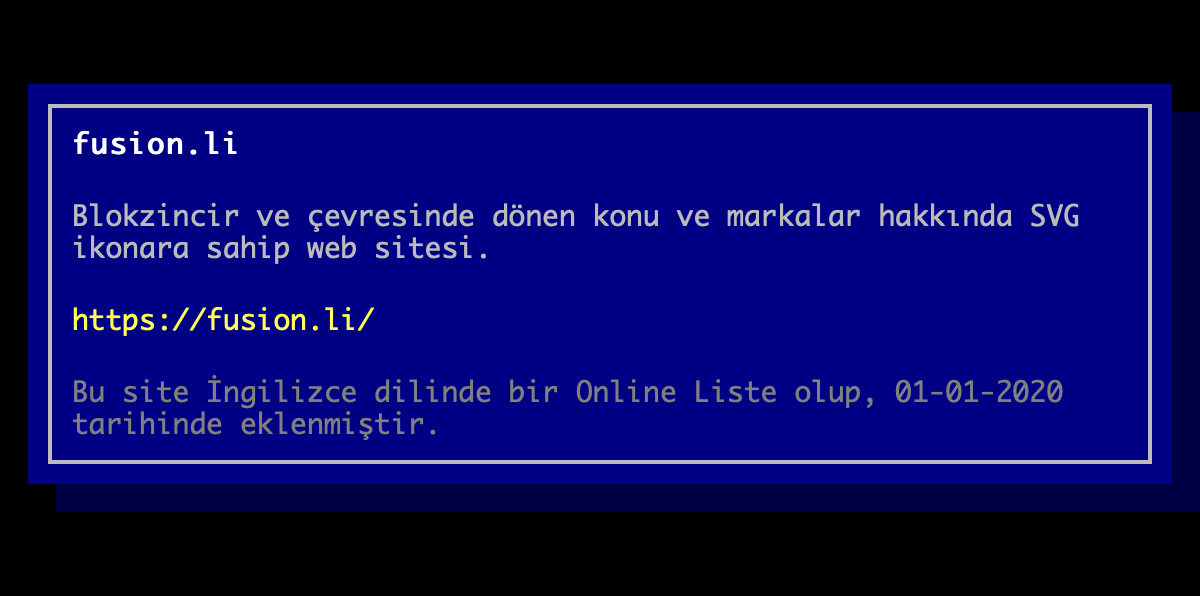 fusion.li
Blokzincir ve çevresinde dönen konu ve markalar hakkında SVG
ikonara sahip web sitesi.
https://fusion.li/
Bu site İngilizce dilinde bir Online Liste olup, 01-01-2020
tarihinde eklenmiştir.